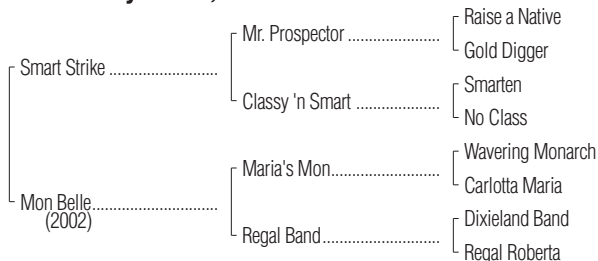 Raise a Native
Mr. Prospector
Gold Digger
Smart Strike
Smarten
Classy 'n Smart
No Class
Wavering Monarch
Maria's Mon
Carlotta Maria
Mon Belle
(2002)
Dixieland Band
Regal Band
Regal Roberta